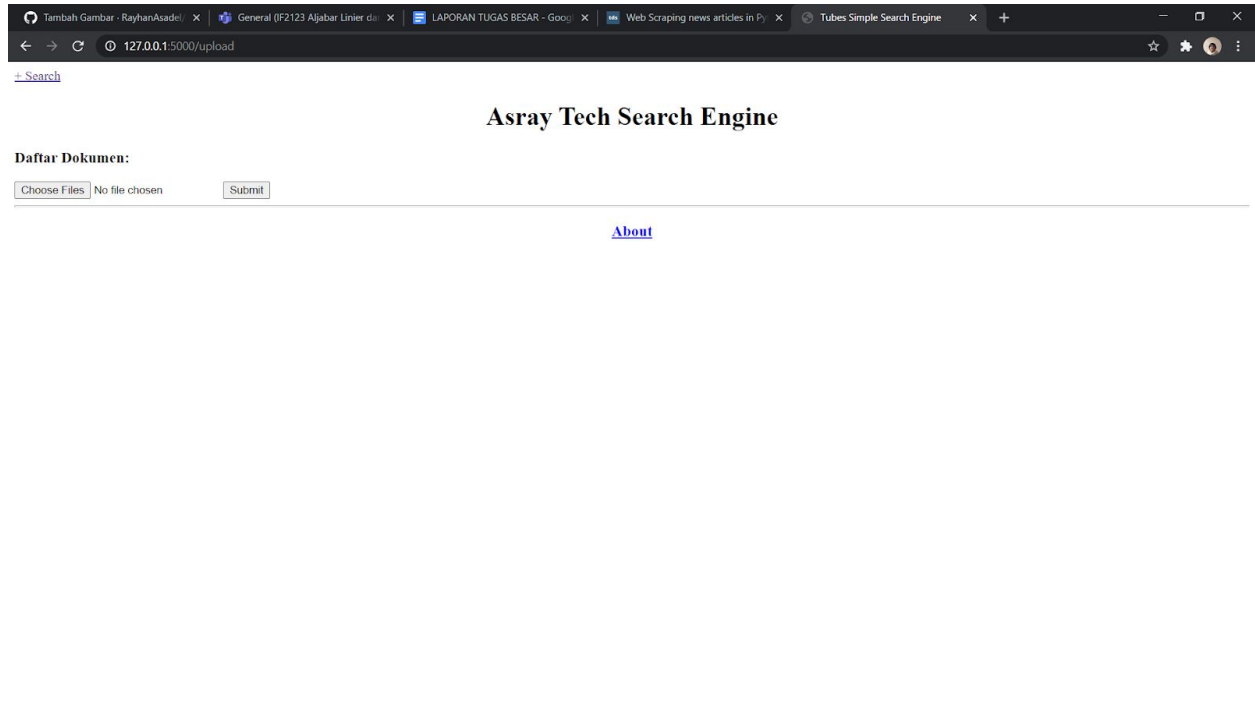 Tambah Gambar · RayhanAsadel/
General (IF2123 Aljabar Linier da
LAPORAN TUGAS BESAR - Goog
Web Scraping news articles in Py
Tubes Simple Search Engine
127.0.0.1:5000/upload
+ Search
Asray Tech Search Engine
Daftar Dokumen:
Choose Files No file chosen Submit
About